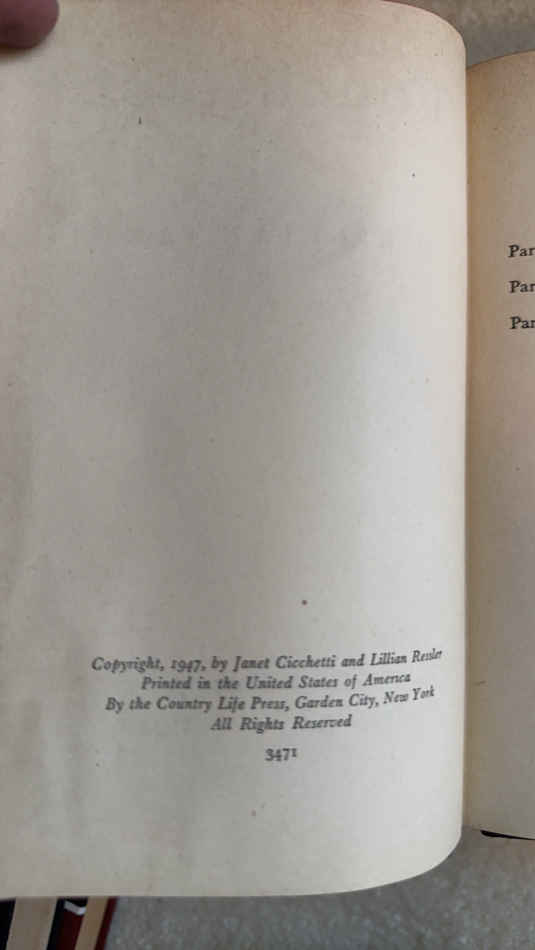 Copyright, 1947, by Janet Cicchetti and Lillian Ressler
Printed in the United States of America
By the Country Life Press, Garden City, New York
All Rights Reserved
3471
Par
Par
Par